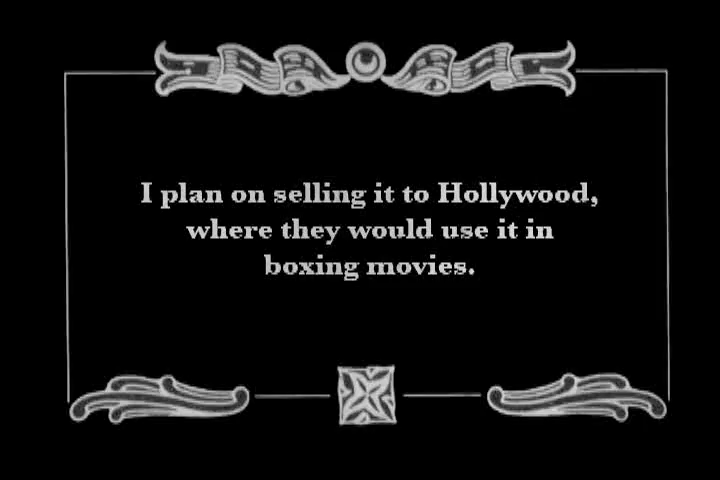 I plan on selling it to Hollywood,
where they would use it in
boxing movies.